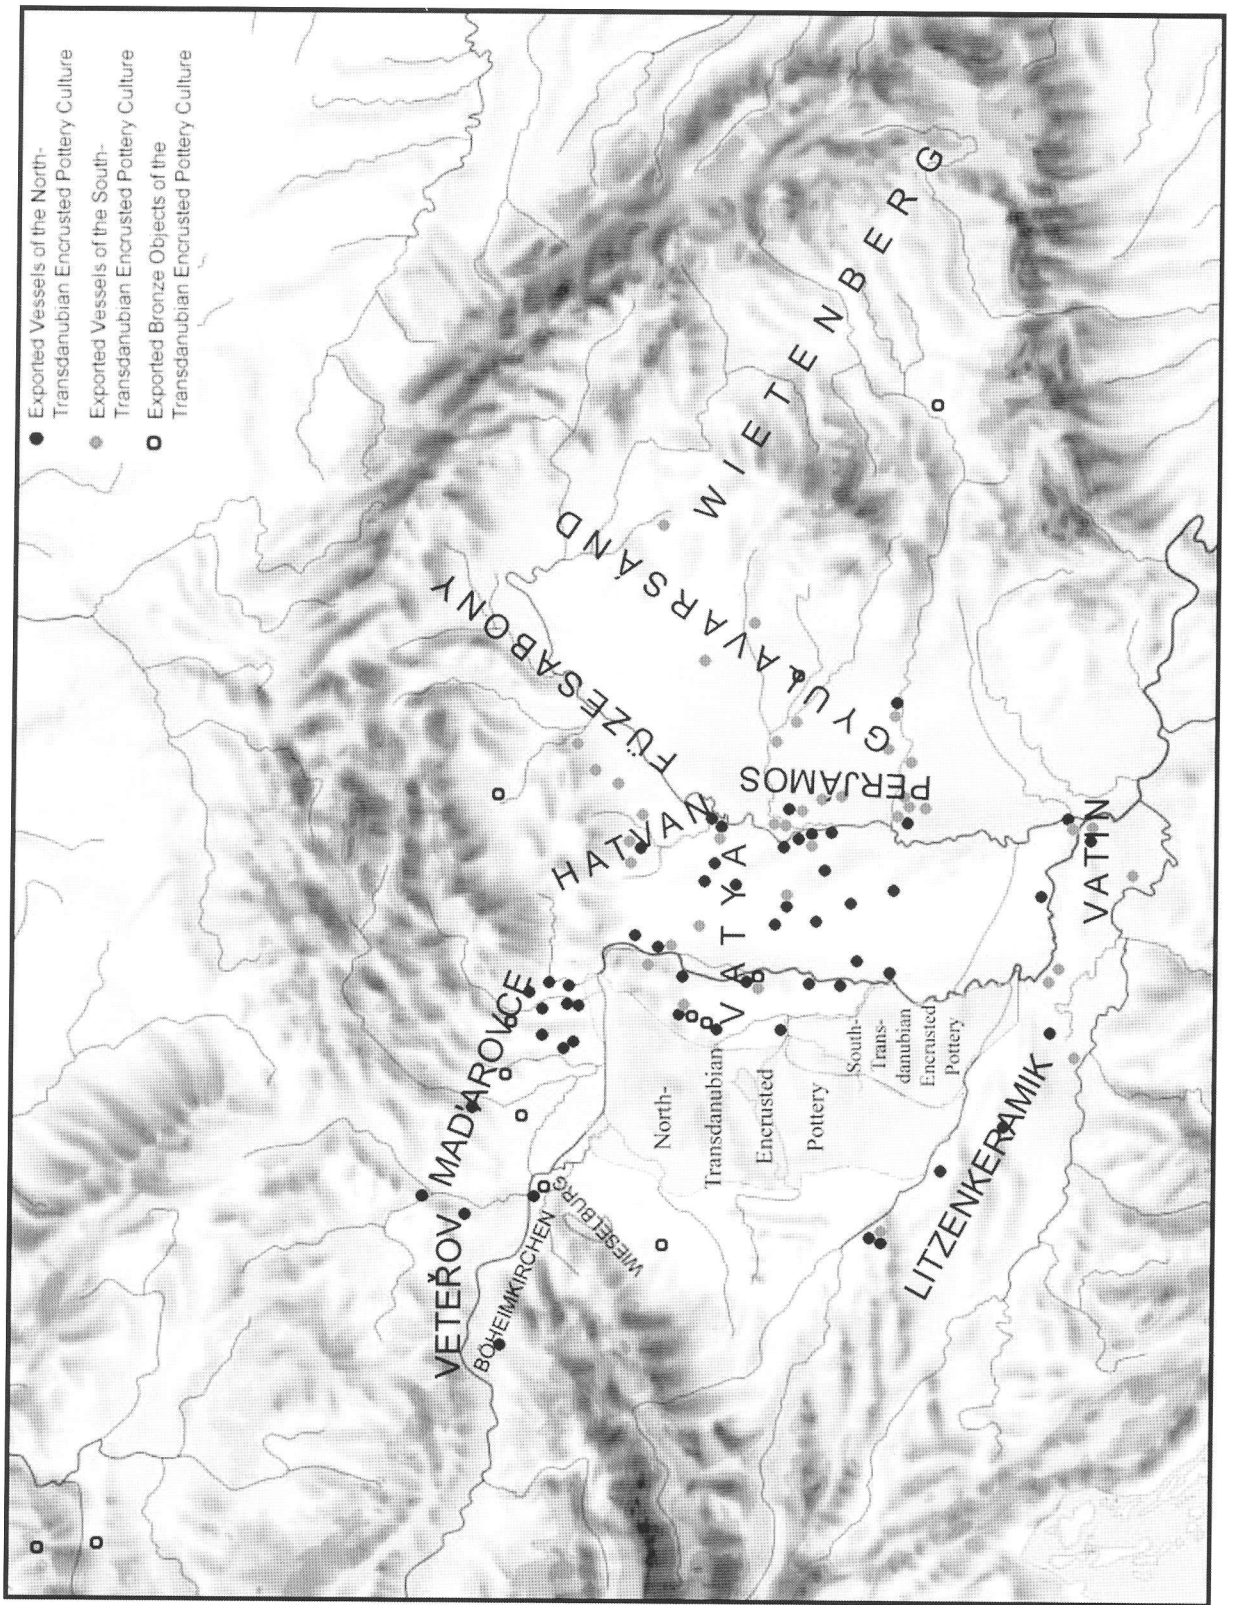 Exported Vessels of the North-
Transdanubian Encrusted Pottery Culture
Exported Vessels of the South-
Transdanubian Encrusted Pottery Culture
Exported Bronze Objects of the
Transdanubian Encrusted Pottery Culture
VETEŘOV
MAD'AROVCE
BÖHEIMKIRCHEN
WIESELBURG
HATVAN
FÜZESABONY
GYULAVARSÁND
WIETENBERG
PERJAMOS
VATYA
North-
Transdanubian
Encrusted
Pottery
South-
Trans-
danubian
Encrusted
Pottery
LITZENKERAMIK
VATIN